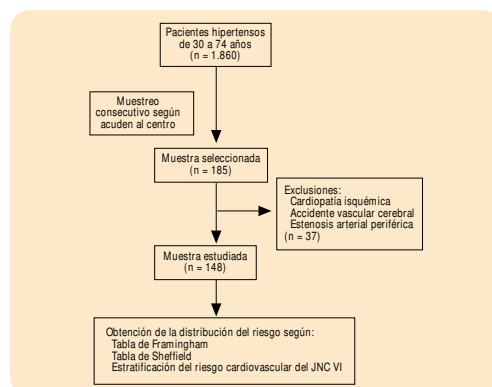 Pacientes hipertensos
de 30 a 74 años
(n = 1.860)
Muestreo
consecutivo según
acuden al centro
Muestra seleccionada
(n = 185)
Exclusiones:
Cardiopatía isquémica
Accidente vascular cerebral
Estenosis arterial periférica
(n = 37)
Muestra estudiada
(n = 148)
Obtención de la distribución del riesgo según:
Tabla de Framingham
Tabla de Sheffield
Estratificación del riesgo cardiovascular del JNC VI